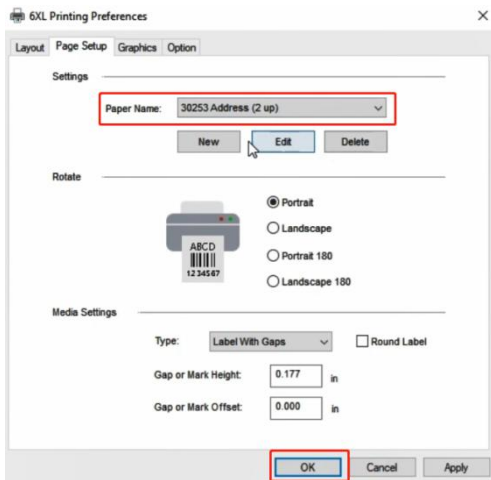 6XL Printing Preferences
Layout Page Setup Graphics Option
Settings
Paper Name: 30253 Address (2 up)
New Edit Delete
Rotate
Portrait
Landscape
Portrait 180
Landscape 180
ABCD
1234567
Media Settings
Type: Label With Gaps Round Label
Gap or Mark Height: 0.177 in
Gap or Mark Offset: 0.000 in
OK Cancel Apply